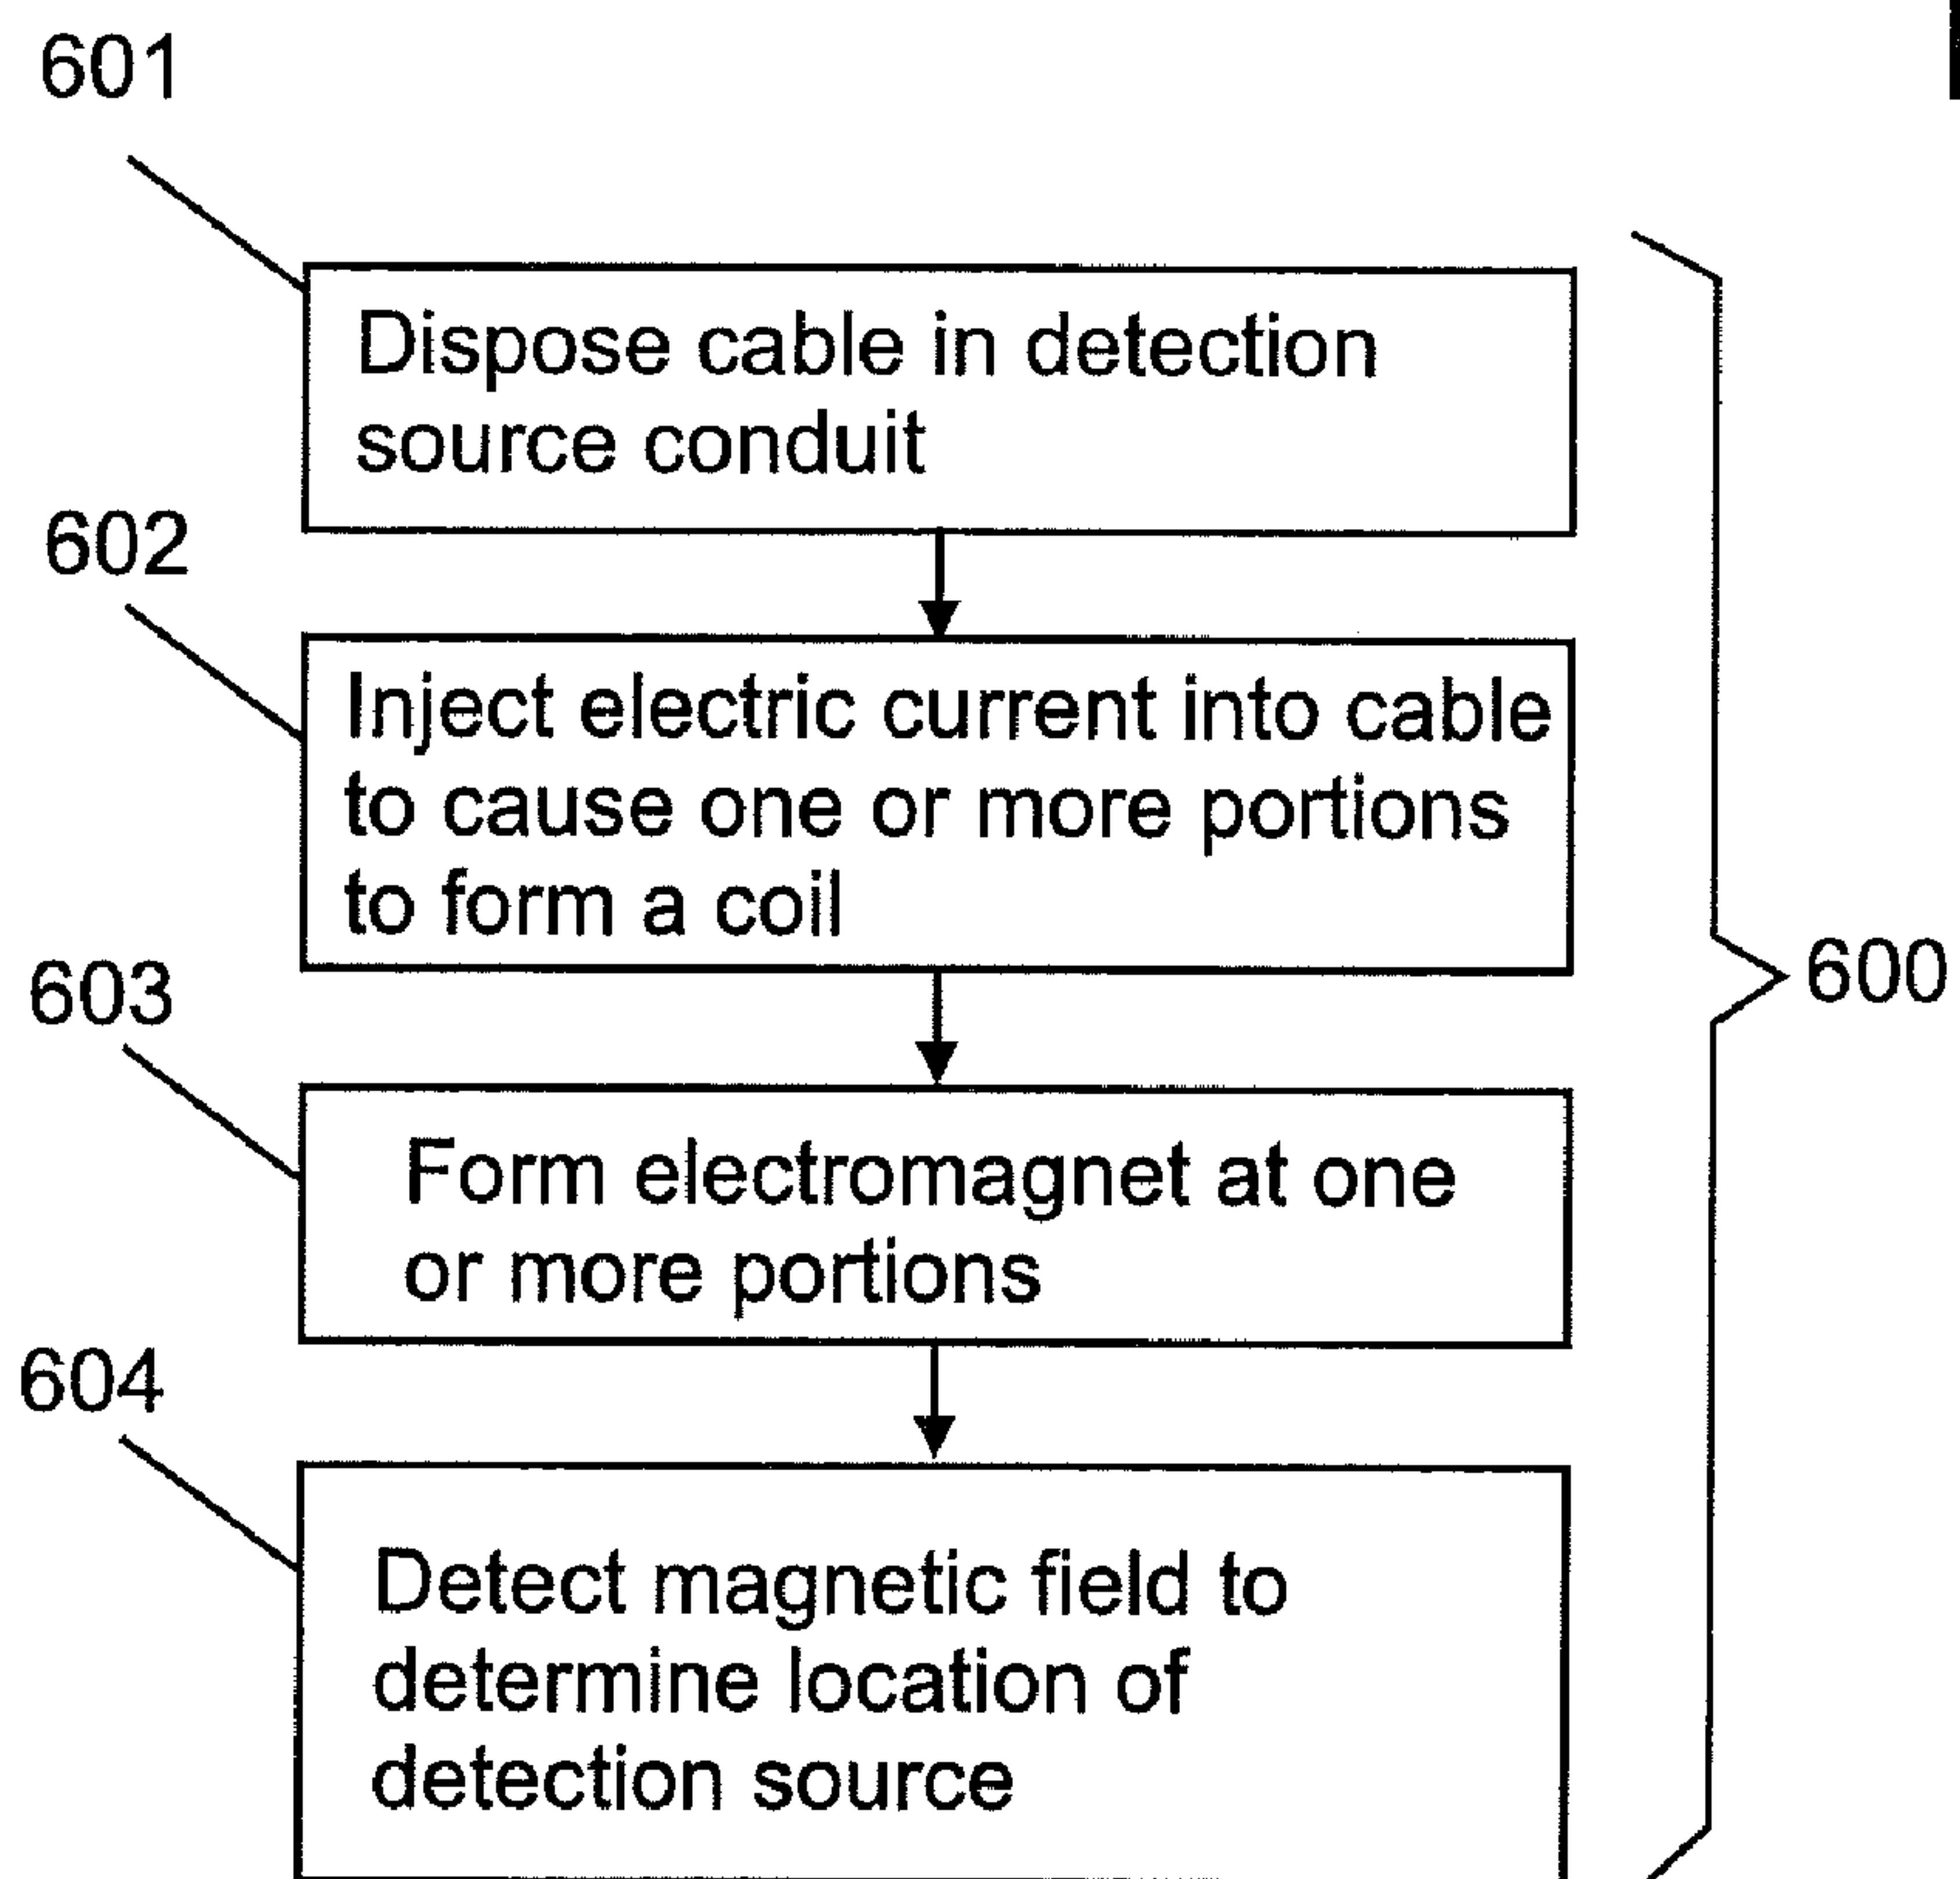 601
Dispose cable in detection
source conduit
602
Inject electric current into cable
to cause one or more portions
to form a coil
603
600
Form electromagnet at one
or more portions
604
Detect magnetic field to
determine location of
detection source